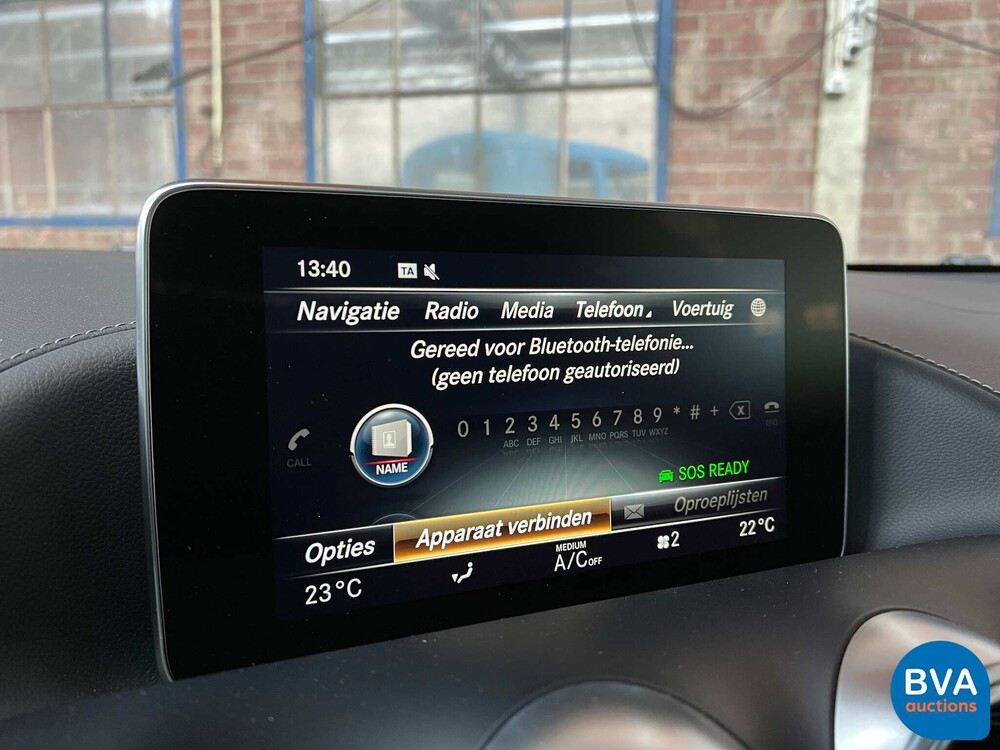 13:40 TA
Navigatie Radio Media Telefoon Voertuig
Gereed voor Bluetooth-telefonie...
(geen telefoon geautoriseerd)
CALL
NAME
0 1 2 3 4 5 6 7 8 9 * # + X
ABC DEF GHI JKL MNO PQRS TUV WXYZ
END
SOS READY
Opties Apparaat verbinden Oproeplijsten
23°C MEDIUM 2 22°C
A/C OFF
BVA
auctions